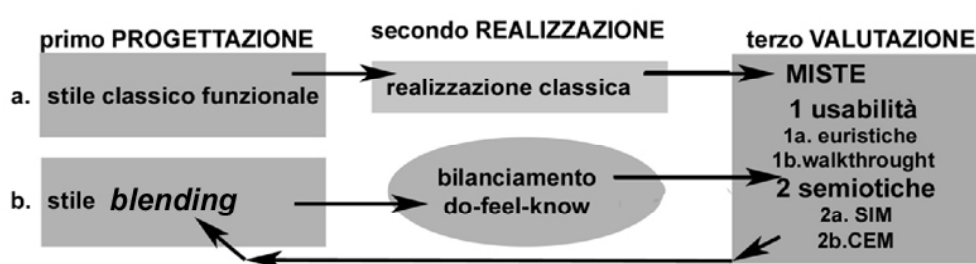 primo PROGETTAZIONE
secondo REALIZZAZIONE
terzo VALUTAZIONE
a. stile classico funzionale
realizzazione classica
MISTE
1 usabilità
1a. euristiche
1b.walkthrought
b. stile blending
bilanciamento
do-feel-know
2 semiotiche
2a. SIM
2b.CEM